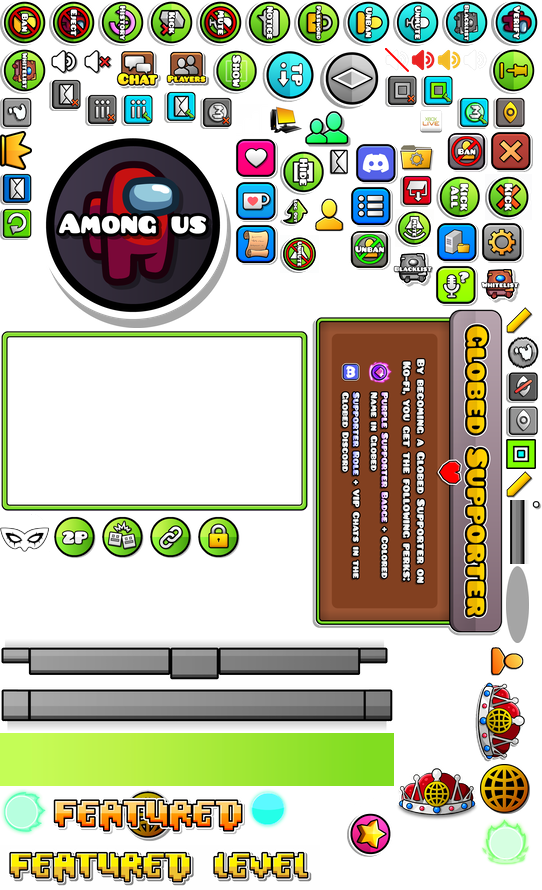 BAN
EJECT
HISTORY
KICK
MUTE
NOTICE
PASSWORD
UNBAN
UNMUTE
BLACKLIST
VERIFY
WHITELIST
CHAT
PLAYERS
SHOW
TP
XBOX
LIVE
BAN
HIDE
KICK
ALL
KICK
UNBAN
BLACKLIST
WHITELIST
AMONG US
GLOBED SUPPORTER
By becoming a Globed Supporter on
Ko-Fi, you get the following perks:
Purple Supporter Badge + Colored
Name in Globed
Supporter Role + VIP Chats in the
Globed Discord
2P
FEATURED
FEATURED LEVEL